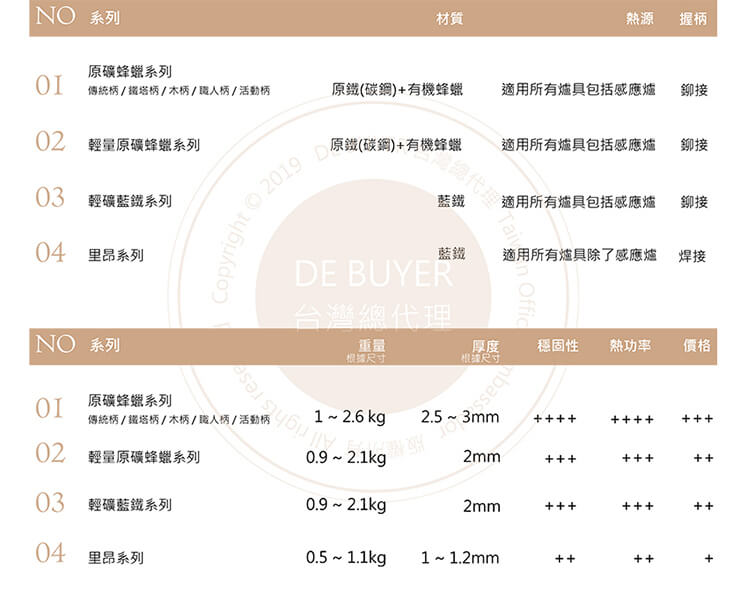 NO 系列 材質 熱源 握柄
01 原礦蜂蠟系列 原鐵(碳鋼)+有機蜂蠟 適用所有爐具包括感應爐 鉚接
傳統柄 / 鐵塔柄 / 木柄 / 職人柄 / 活動柄
02 輕量原礦蜂蠟系列 原鐵(碳鋼)+有機蜂蠟 適用所有爐具包括感應爐 鉚接
03 輕礦藍鐵系列 藍鐵 適用所有爐具包括感應爐 鉚接
04 里昂系列 藍鐵 適用所有爐具除了感應爐 焊接
DE BUYER
台灣總代理
Copyright © 2019
NO 系列 重量 厚度 穩固性 熱功率 價格
根據尺寸 根據尺寸
01 原礦蜂蠟系列 1 ~ 2.6 kg 2.5 ~ 3mm ++++ ++++ +++
傳統柄 / 鐵塔柄 / 木柄 / 職人柄 / 活動柄
All rights rese
版權所有
02 輕量原礦蜂蠟系列 0.9 ~ 2.1kg 2mm +++ +++ ++
03 輕礦藍鐵系列 0.9 ~ 2.1kg 2mm +++ +++ ++
04 里昂系列 0.5 ~ 1.1kg 1 ~ 1.2mm ++ ++ +